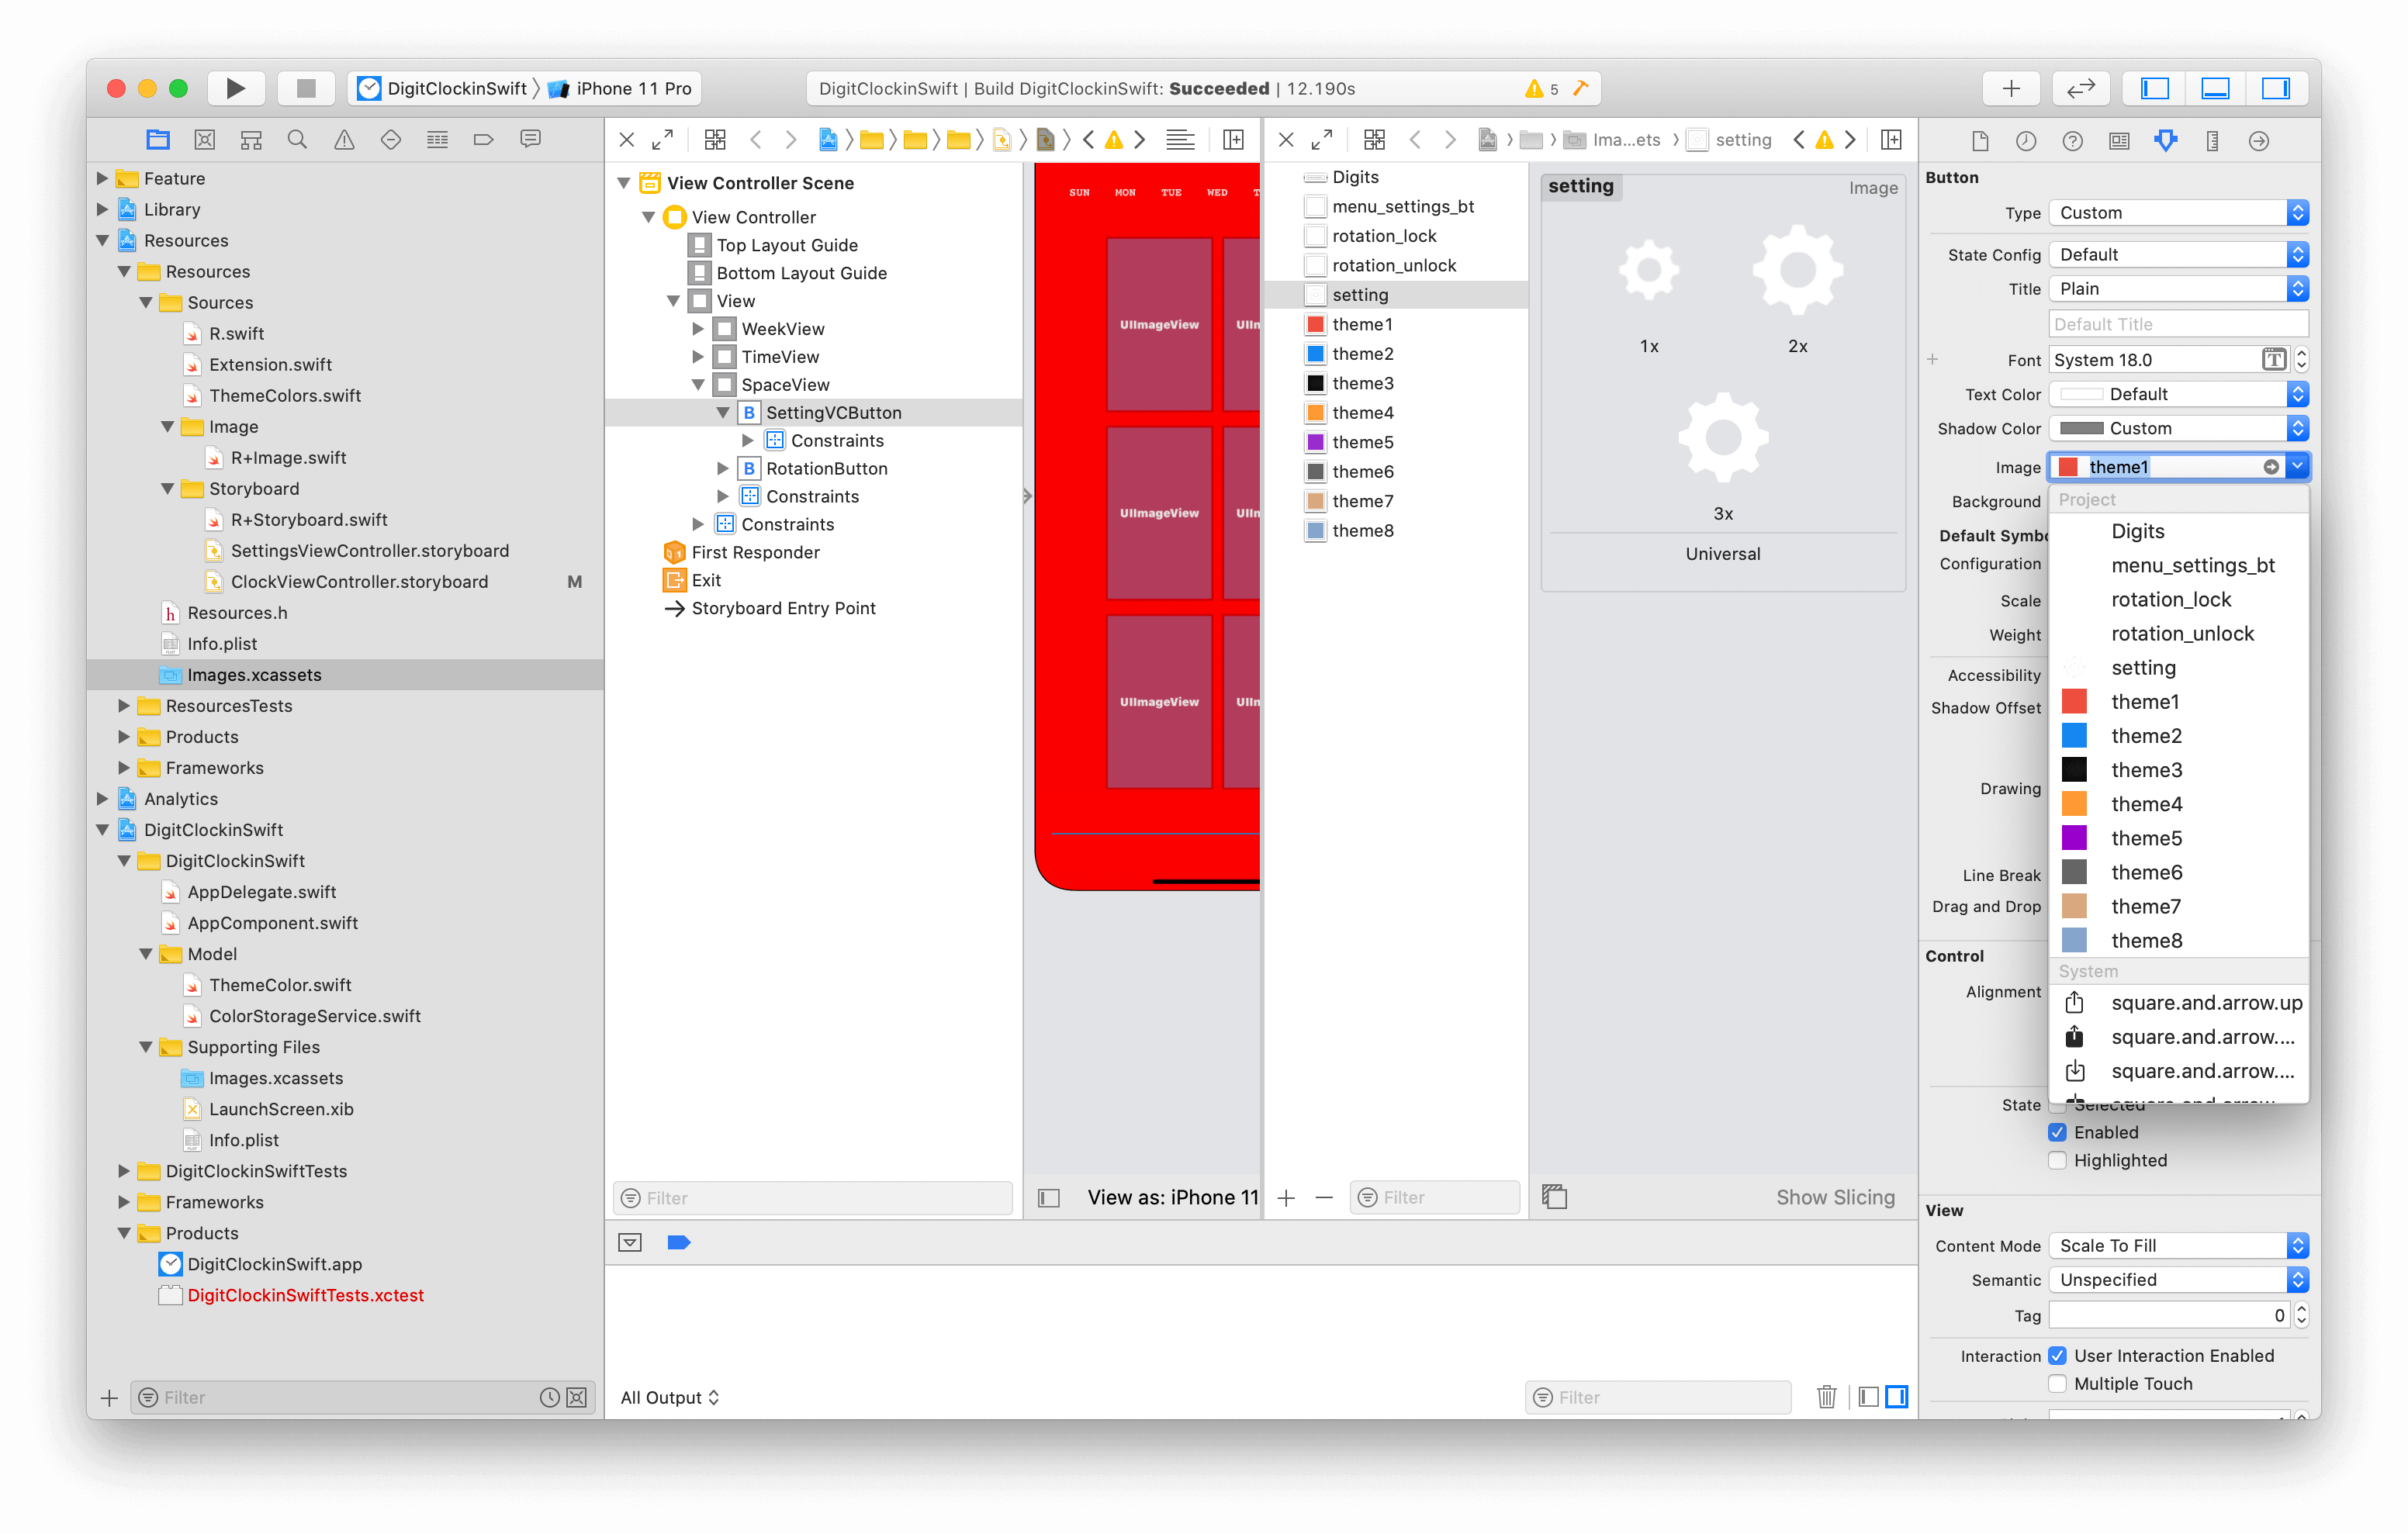 DigitClockinSwift
iPhone 11 Pro
DigitClockinSwift | Build DigitClockinSwift: Succeeded | 12.190s
5
Feature
Library
Resources
Resources
Sources
R.swift
Extension.swift
ThemeColors.swift
Image
R+Image.swift
Storyboard
R+Storyboard.swift
SettingsViewController.storyboard
ClockViewController.storyboard
M
Resources.h
Info.plist
Images.xcassets
ResourcesTests
Products
Frameworks
Analytics
DigitClockinSwift
DigitClockinSwift
AppDelegate.swift
AppComponent.swift
Model
ThemeColor.swift
ColorStorageService.swift
Supporting Files
Images.xcassets
LaunchScreen.xib
Info.plist
DigitClockinSwiftTests
Frameworks
Products
DigitClockinSwift.app
DigitClockinSwiftTests.xctest
Filter
View Controller Scene
View Controller
Top Layout Guide
Bottom Layout Guide
View
WeekView
TimeView
SpaceView
B SettingVCButton
Constraints
B RotationButton
Constraints
Constraints
First Responder
Exit
Storyboard Entry Point
Filter
SUN MON TUE WED T
UIImageView
UIImageView
UIImageView
View as: iPhone 11
Ima...ets
setting
Digits
menu_settings_bt
rotation_lock
rotation_unlock
setting
theme1
theme2
theme3
theme4
theme5
theme6
theme7
theme8
Filter
setting
Image
1x
2x
3x
Universal
Show Slicing
All Output
Filter
Button
Type
Custom
State Config
Default
Title
Plain
Default Title
Font
System 18.0
Text Color
Default
Shadow Color
Custom
Image
theme1
Background
Default Symb
Configuration
Scale
Weight
Accessibility
Shadow Offset
Drawing
Line Break
Drag and Drop
Project
Digits
menu_settings_bt
rotation_lock
rotation_unlock
setting
theme1
theme2
theme3
theme4
theme5
theme6
theme7
theme8
System
square.and.arrow.up
square.and.arrow....
square.and.arrow....
Control
Alignment
State
Selected
Enabled
Highlighted
View
Content Mode
Scale To Fill
Semantic
Unspecified
Tag
0
Interaction
User Interaction Enabled
Multiple Touch